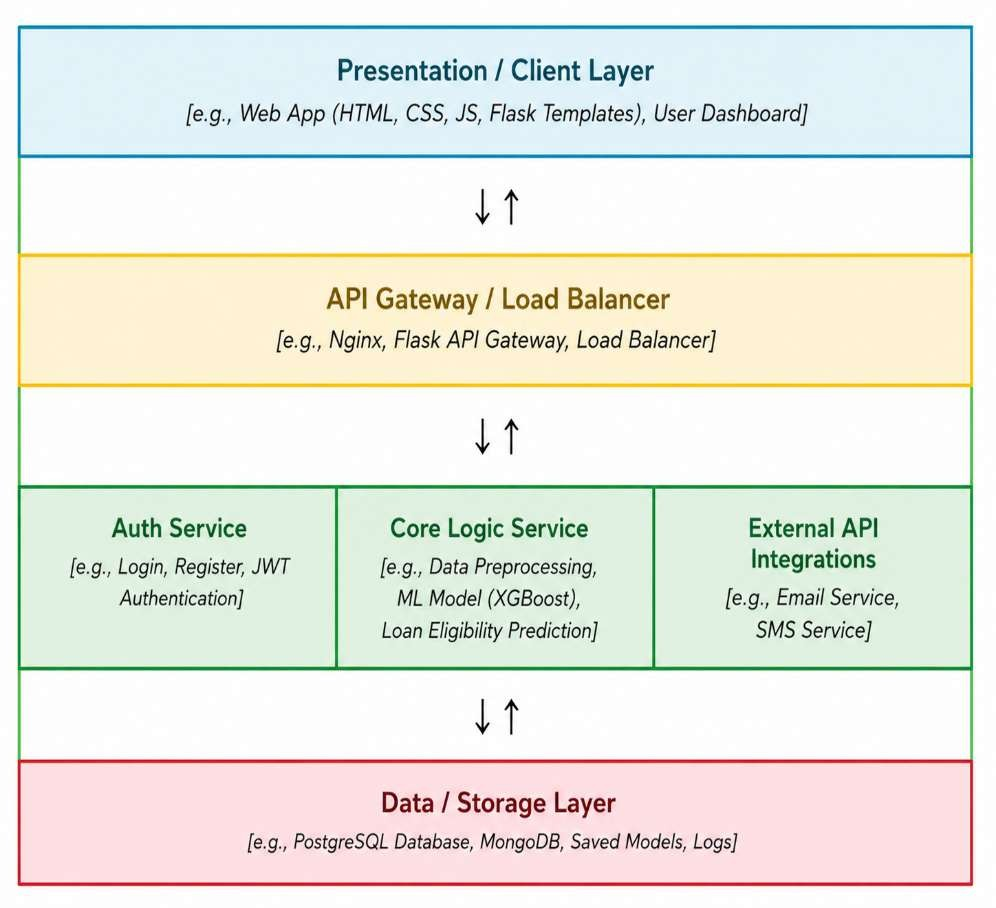 Presentation / Client Layer
[e.g., Web App (HTML, CSS, JS, Flask Templates), User Dashboard]
↓ ↑
API Gateway / Load Balancer
[e.g., Nginx, Flask API Gateway, Load Balancer]
↓ ↑
Auth Service
[e.g., Login, Register, JWT
Authentication]
Core Logic Service
[e.g., Data Preprocessing,
ML Model (XGBoost),
Loan Eligibility Prediction]
External API
Integrations
[e.g., Email Service,
SMS Service]
↓ ↑
Data / Storage Layer
[e.g., PostgreSQL Database, MongoDB, Saved Models, Logs]